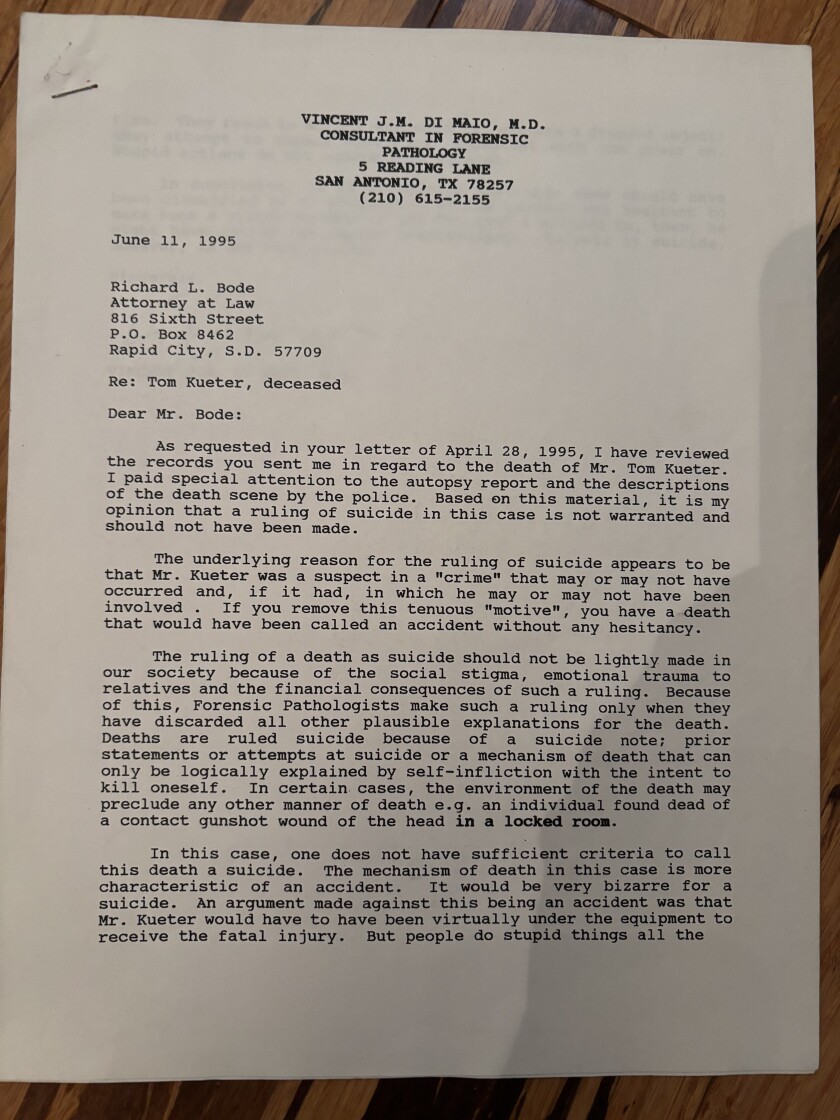 VINCENT J.M. DI MAIO, M.D.
CONSULTANT IN FORENSIC
PATHOLOGY
5 READING LANE
SAN ANTONIO, TX 78257
(210) 615-2155
June 11, 1995
Richard L. Bode
Attorney at Law
816 Sixth Street
P.O. Box 8462
Rapid City, S.D. 57709
Re: Tom Kueter, deceased
Dear Mr. Bode:
As requested in your letter of April 28, 1995, I have reviewed
the records you sent me in regard to the death of Mr. Tom Kueter.
I paid special attention to the autopsy report and the descriptions
of the death scene by the police. Based on this material, it is my
opinion that a ruling of suicide in this case is not warranted and
should not have been made.
The underlying reason for the ruling of suicide appears to be
that Mr. Kueter was a suspect in a "crime" that may or may not have
occurred and, if it had, in which he may or may not have been
involved . If you remove this tenuous "motive", you have a death
that would have been called an accident without any hesitancy.
The ruling of a death as suicide should not be lightly made in
our society because of the social stigma, emotional trauma to
relatives and the financial consequences of such a ruling. Because
of this, Forensic Pathologists make such a ruling only when they
have discarded all other plausible explanations for the death.
Deaths are ruled suicide because of a suicide note; prior
statements or attempts at suicide or a mechanism of death that can
only be logically explained by self-infliction with the intent to
kill oneself. In certain cases, the environment of the death may
preclude any other manner of death e.g. an individual found dead of
a contact gunshot wound of the head in a locked room.
In this case, one does not have sufficient criteria to call
this death a suicide. The mechanism of death in this case is more
characteristic of an accident. It would be very bizarre for a
suicide. An argument made against this being an accident was that
Mr. Kueter would have to have been virtually under the equipment to
receive the fatal injury. But people do stupid things all the